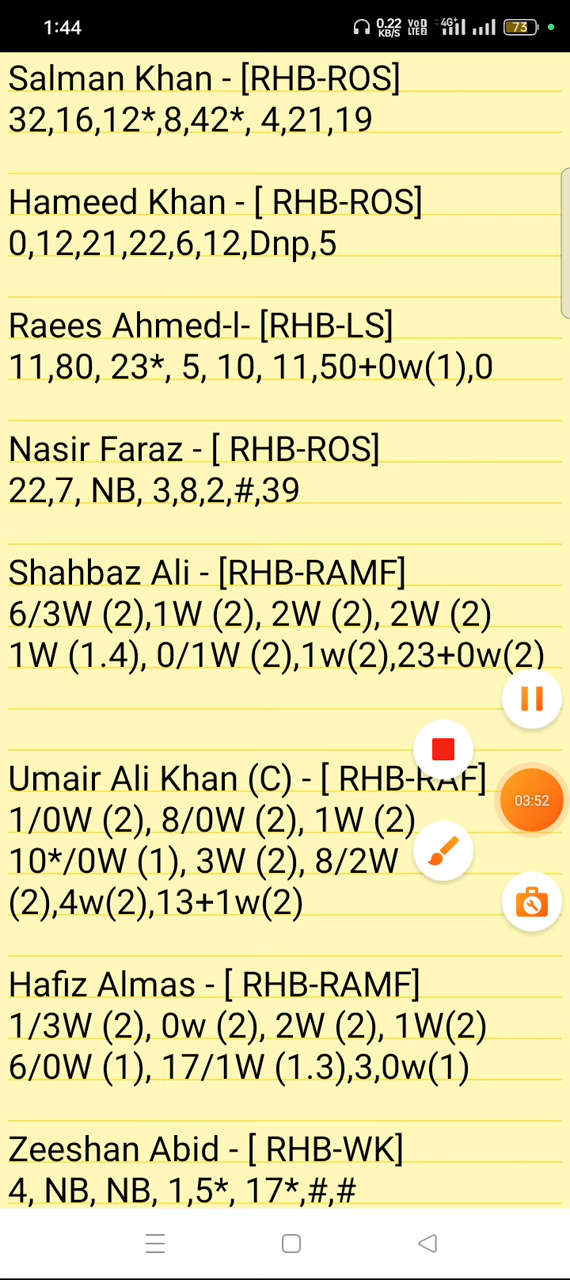 1:44
0.22 KB/S
Vo LTE 2
4G+
73
Salman Khan - [RHB-ROS]
32,16,12*,8,42*, 4,21,19
Hameed Khan - [ RHB-ROS]
0,12,21,22,6,12,Dnp,5
Raees Ahmed-l- [RHB-LS]
11,80, 23*, 5, 10, 11,50+0w(1),0
Nasir Faraz - [ RHB-ROS]
22,7, NB, 3,8,2,#,39
Shahbaz Ali - [RHB-RAMF]
6/3W (2),1W (2), 2W (2), 2W (2)
1W (1.4), 0/1W (2),1w(2),23+0w(2)
Umair Ali Khan (C) - [ RHB-RAF]
1/0W (2), 8/0W (2), 1W (2)
03:52
10*/0W (1), 3W (2), 8/2W
(2),4w(2),13+1w(2)
Hafiz Almas - [ RHB-RAMF]
1/3W (2), 0w (2), 2W (2), 1W(2)
6/0W (1), 17/1W (1.3),3,0w(1)
Zeeshan Abid - [ RHB-WK]
4, NB, NB, 1,5*, 17*,#,#